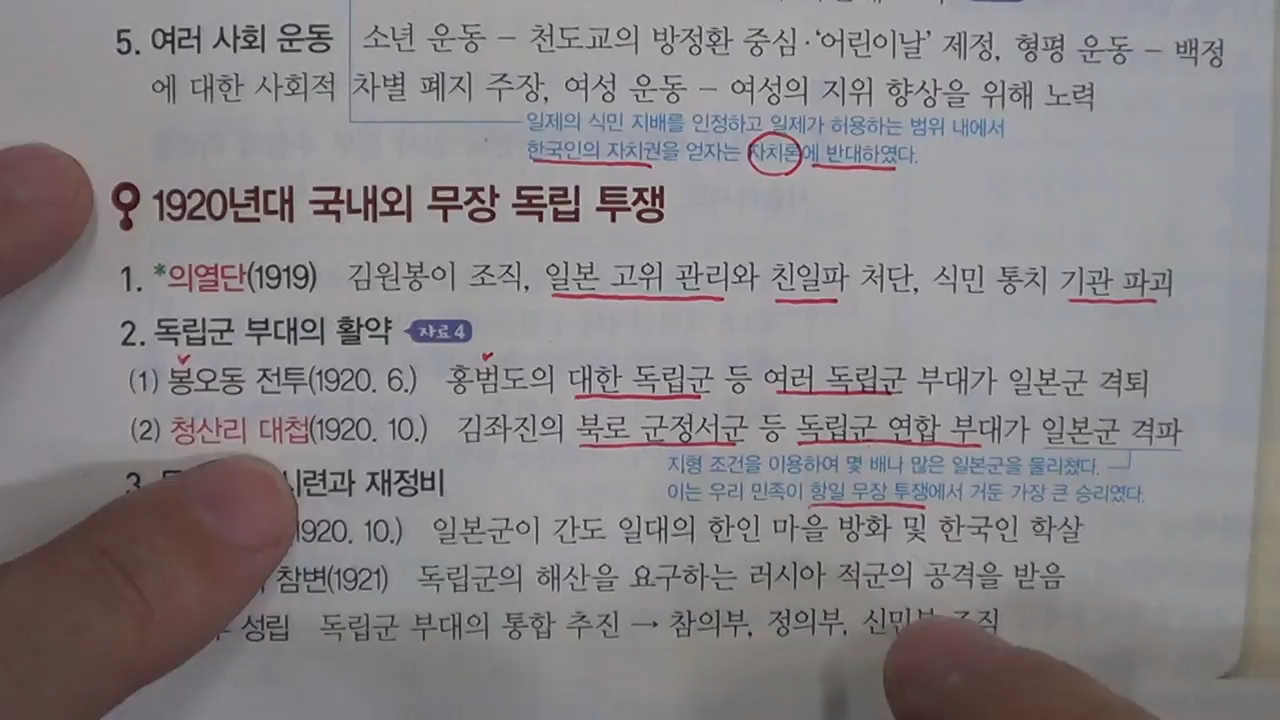 5. 여러 사회 운동 소년 운동 – 천도교의 방정환 중심·‘어린이날’ 제정, 형평 운동 – 백정
에 대한 사회적 차별 폐지 주장, 여성 운동 – 여성의 지위 향상을 위해 노력
일제의 식민 지배를 인정하고 일제가 허용하는 범위 내에서
한국인의 자치권을 얻자는 자치론에 반대하였다.
1920년대 국내외 무장 독립 투쟁
1. *의열단(1919) 김원봉이 조직, 일본 고위 관리와 친일파 처단, 식민 통치 기관 파괴
2. 독립군 부대의 활약 자료4
(1) 봉오동 전투(1920. 6.) 홍범도의 대한 독립군 등 여러 독립군 부대가 일본군 격퇴
(2) 청산리 대첩(1920. 10.) 김좌진의 북로 군정서군 등 독립군 연합 부대가 일본군 격파
지형 조건을 이용하여 몇 배나 많은 일본군을 물리쳤다.
이는 우리 민족이 항일 무장 투쟁에서 거둔 가장 큰 승리였다.
3. 시련과 재정비
1920. 10.) 일본군이 간도 일대의 한인 마을 방화 및 한국인 학살
참변(1921) 독립군의 해산을 요구하는 러시아 적군의 공격을 받음
성립 독립군 부대의 통합 추진 → 참의부, 정의부, 신민부 조직